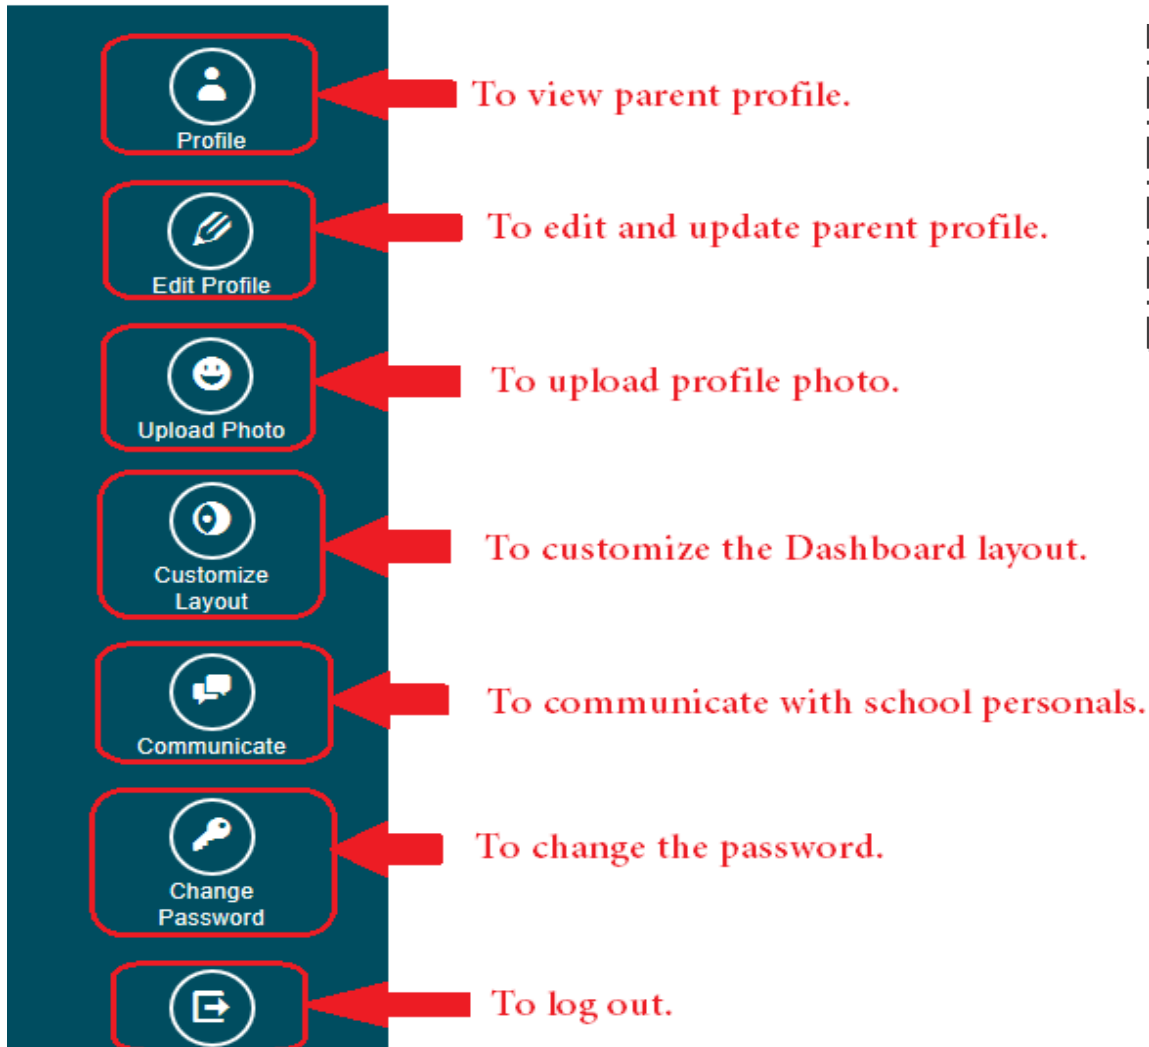 Profile
To view parent profile.
Edit Profile
To edit and update parent profile.
Upload Photo
To upload profile photo.
Customize
Layout
To customize the Dashboard layout.
Communicate
To communicate with school personals.
Change
Password
To change the password.
To log out.